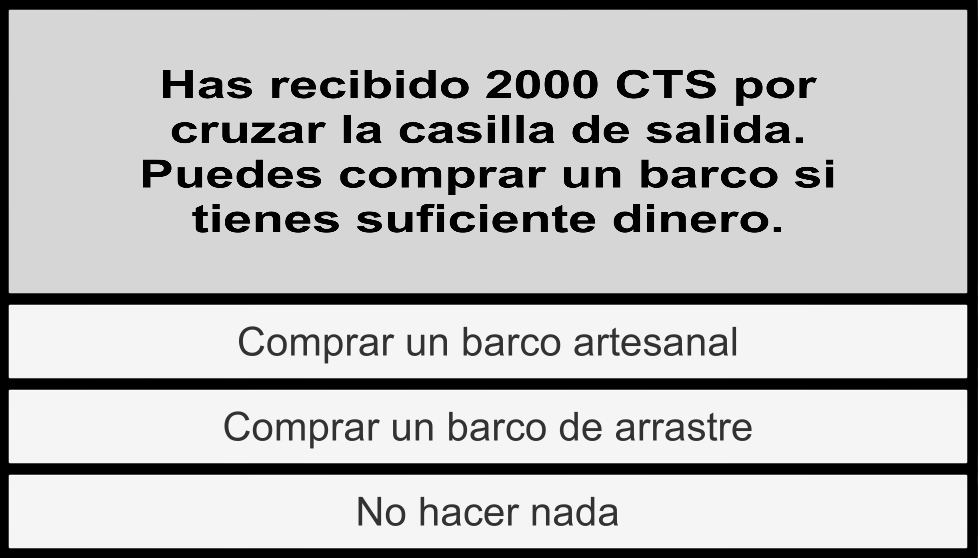 Has recibido 2000 CTS por
cruzar la casilla de salida.
Puedes comprar un barco si
tienes suficiente dinero.
Comprar un barco artesanal
Comprar un barco de arrastre
No hacer nada